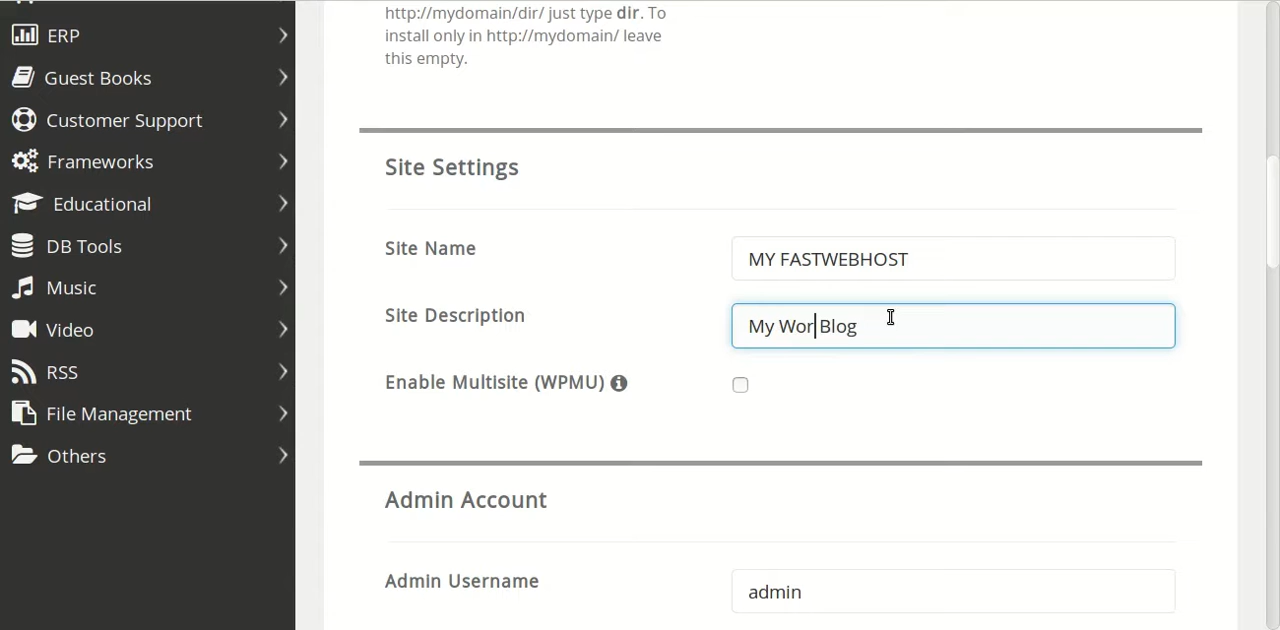 http://mydomain/dir/ just type dir. To
install only in http://mydomain/ leave
this empty.
ERP
Guest Books
Customer Support
Frameworks
Educational
DB Tools
Music
Video
RSS
File Management
Others
Site Settings
Site Name
MY FASTWEBHOST
Site Description
My Wor Blog
Enable Multisite (WPMU)
Admin Account
Admin Username
admin